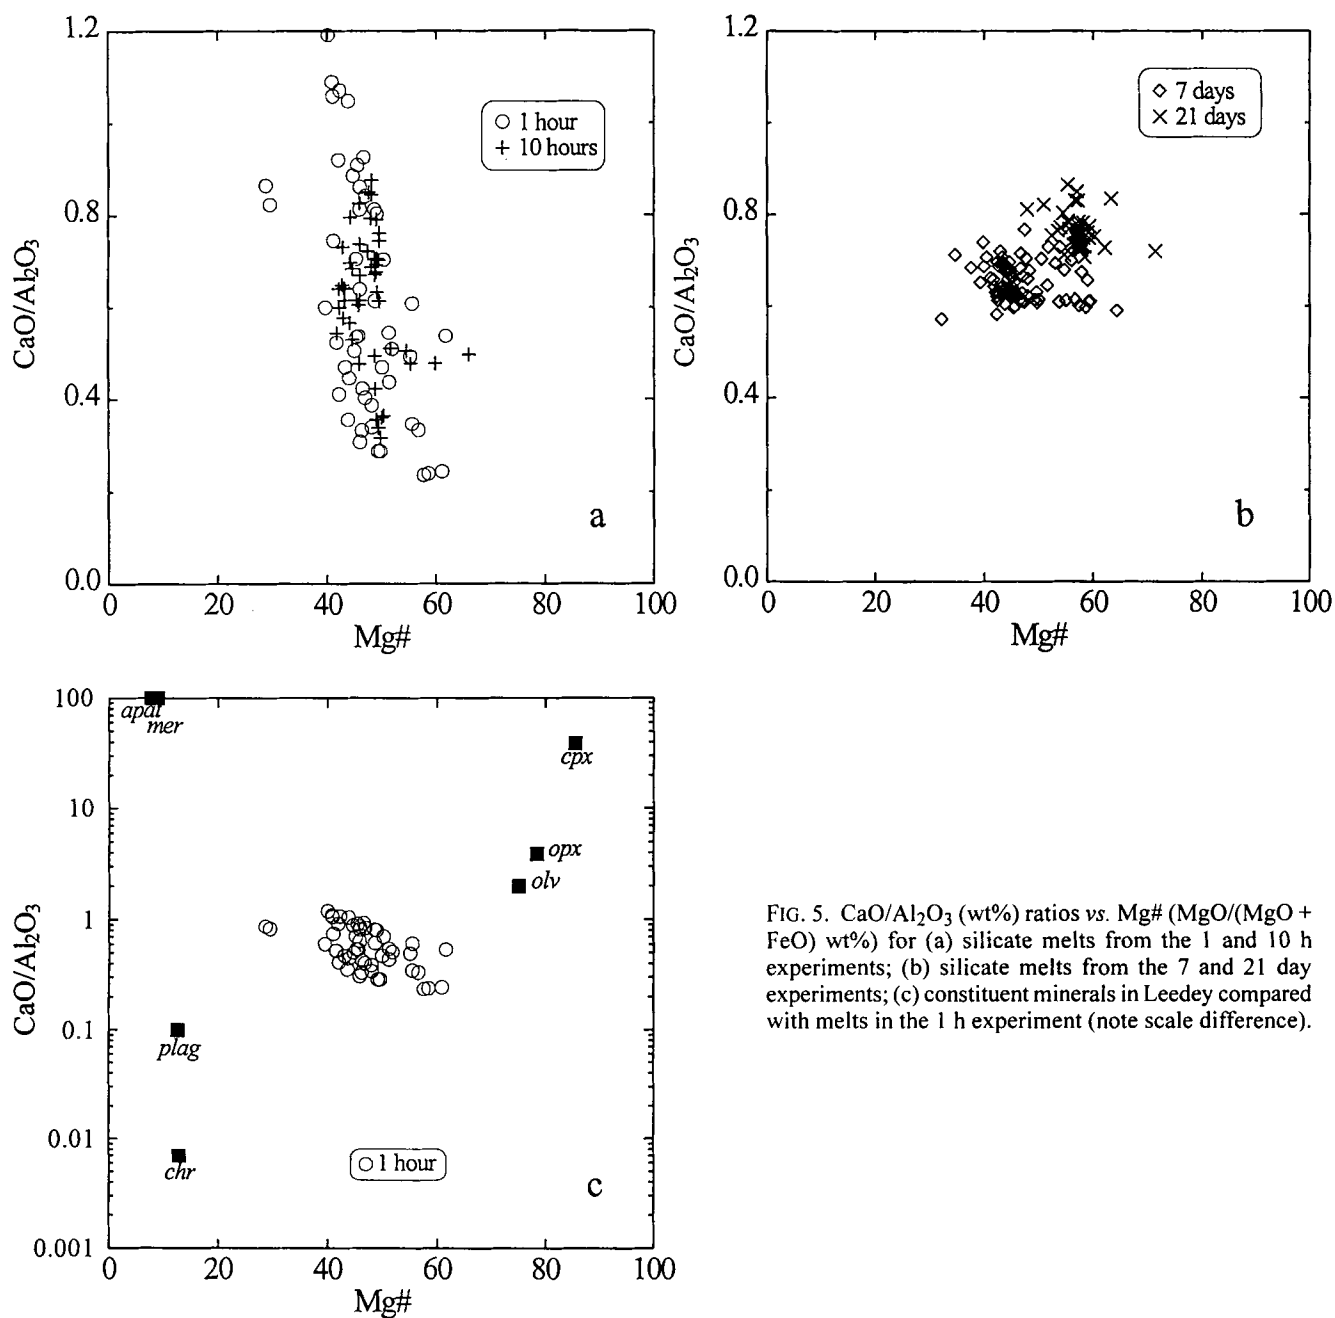 1.2
0.8
0.4
0.0
CaO/Al₂O₃
1 hour
10 hours
a
0 20 40 60 80 100
Mg#
1.2
0.8
0.4
0.0
CaO/Al₂O₃
7 days
21 days
b
0 20 40 60 80 100
Mg#
100
10
1
0.1
0.01
0.001
CaO/Al₂O₃
apat
mer
cpx
opx
olv
plag
chr
1 hour
c
0 20 40 60 80 100
Mg#
FIG. 5. CaO/Al₂O₃ (wt%) ratios vs. Mg# (MgO/(MgO +
FeO) wt%) for (a) silicate melts from the 1 and 10 h
experiments; (b) silicate melts from the 7 and 21 day
experiments; (c) constituent minerals in Leedey compared
with melts in the 1 h experiment (note scale difference).